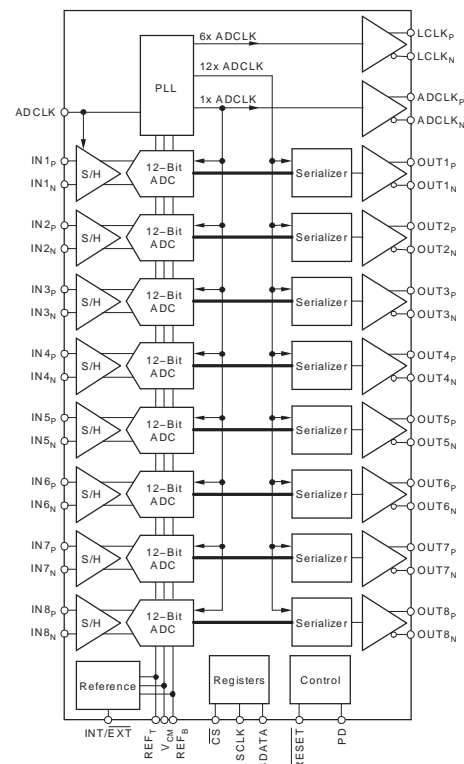 6x ADCLK
LCLKP
12x ADCLK
LCLKN
PLL
1x ADCLK
ADCLKP
ADCLK
ADCLKN
IN1P
S/H
12–Bit
ADC
Serializer
OUT1P
IN1N
OUT1N
IN2P
S/H
12–Bit
ADC
Serializer
OUT2P
IN2N
OUT2N
IN3P
S/H
12–Bit
ADC
Serializer
OUT3P
IN3N
OUT3N
IN4P
S/H
12–Bit
ADC
Serializer
OUT4P
IN4N
OUT4N
IN5P
S/H
12–Bit
ADC
Serializer
OUT5P
IN5N
OUT5N
IN6P
S/H
12–Bit
ADC
Serializer
OUT6P
IN6N
OUT6N
IN7P
S/H
12–Bit
ADC
Serializer
OUT7P
IN7N
OUT7N
IN8P
S/H
12–Bit
ADC
Serializer
OUT8P
IN8N
OUT8N
Reference
Registers
Control
INT/EXT
REFT
VCM
REFB
CS
SCLK
SDATA
RESET
PD